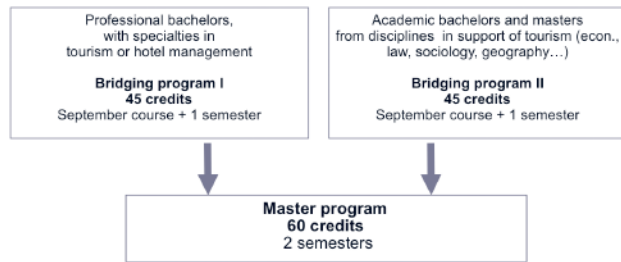 Professional bachelors,
with specialties in
tourism or hotel management
Bridging program I
45 credits
September course + 1 semester
Academic bachelors and masters
from disciplines in support of tourism (econ.,
law, sociology, geography…)
Bridging program II
45 credits
September course + 1 semester
Master program
60 credits
2 semesters